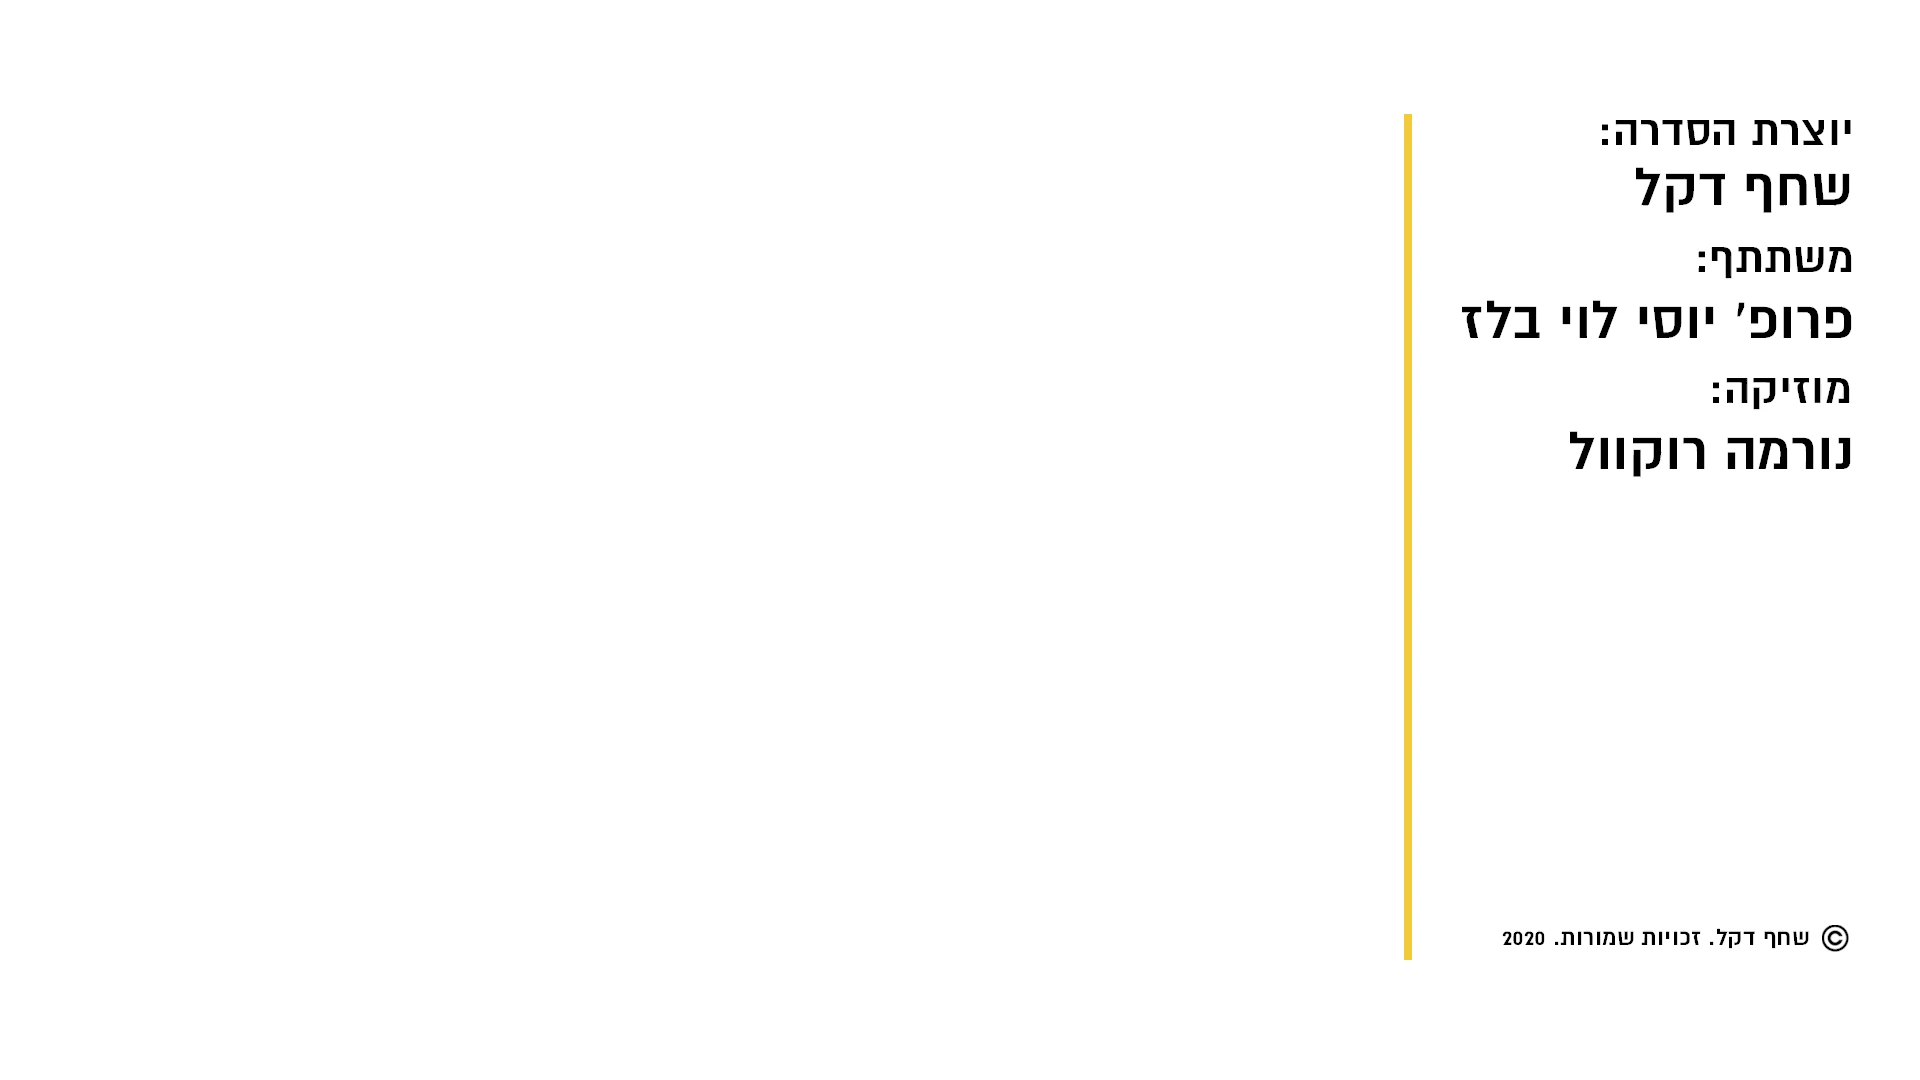 יוצרת הסדרה:
שחף דקל
משתתף:
פרופ' יוסי לוי בלז
מוזיקה:
נורמה רוקוול
© שחף דקל. זכויות שמורות. 2020